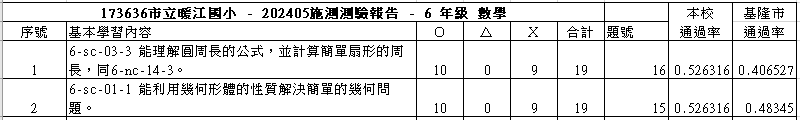 173636市立暖江國小 - 202405施測測驗報告 - 6 年級 數學 本校 基隆市
序號 基本學習內容 O △ X 合計 題號 通過率 通過率
6-sc-03-3 能理解圓周長的公式，並計算簡單扇形的周
1 長，同6-nc-14-3。 10 0 9 19 16 0.526316 0.406527
6-sc-01-1 能利用幾何形體的性質解決簡單的幾何問
2 題。 10 0 9 19 15 0.526316 0.48345